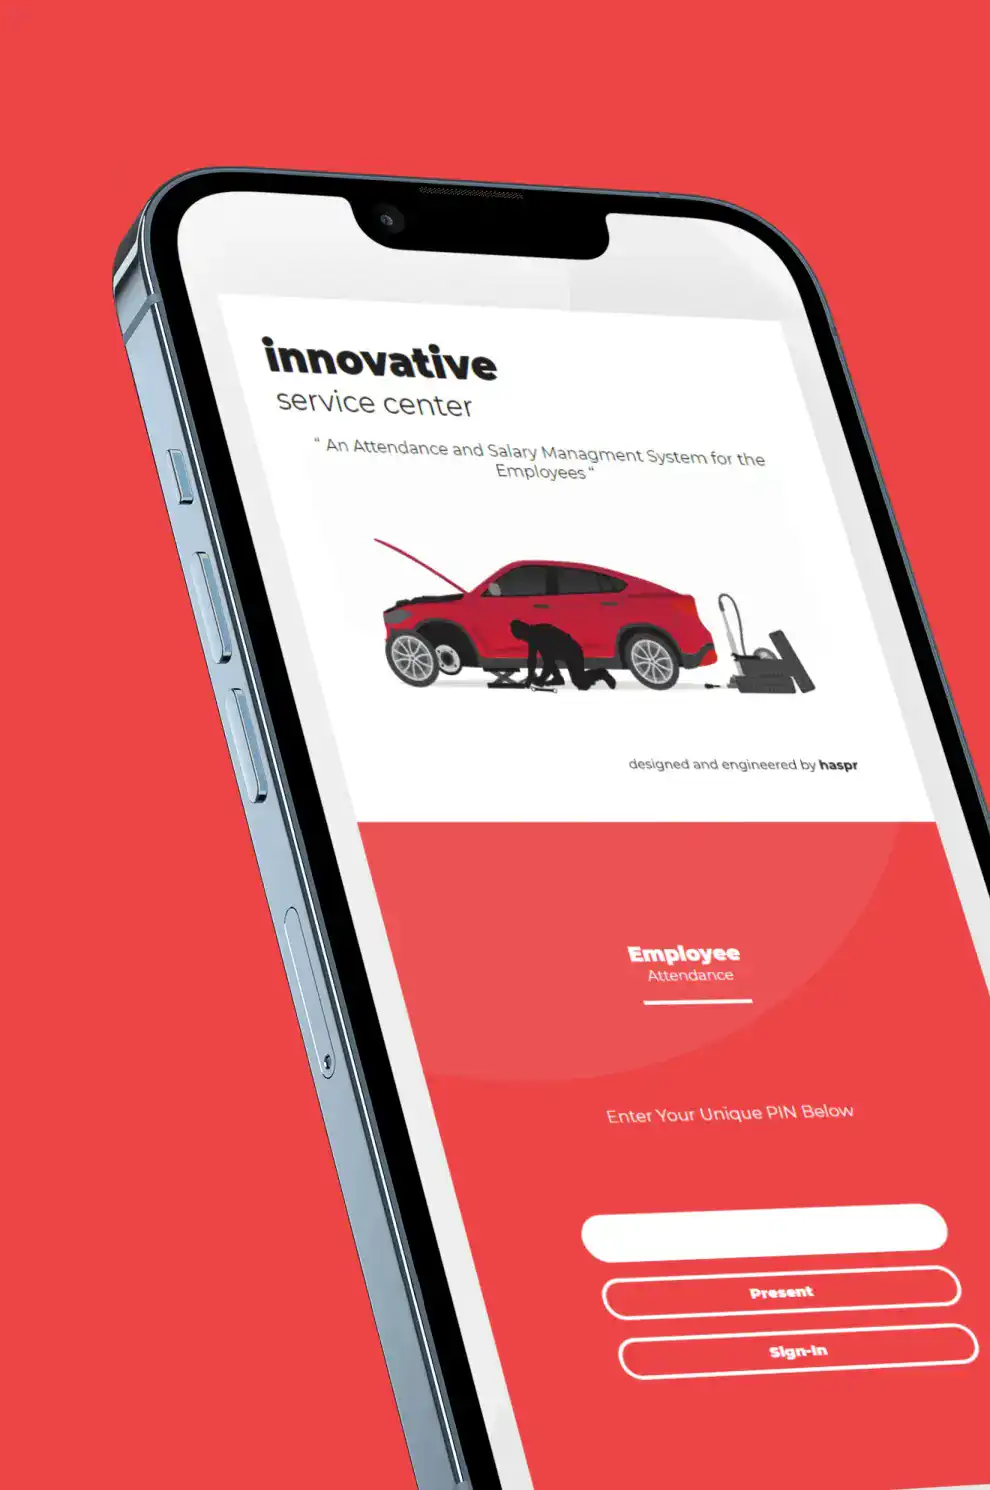 innovative
service center
“ An Attendance and Salary Managment System for the
Employees “
designed and engineered by haspr
Employee
Attendance
Enter Your Unique PIN Below
Present
Sign-in